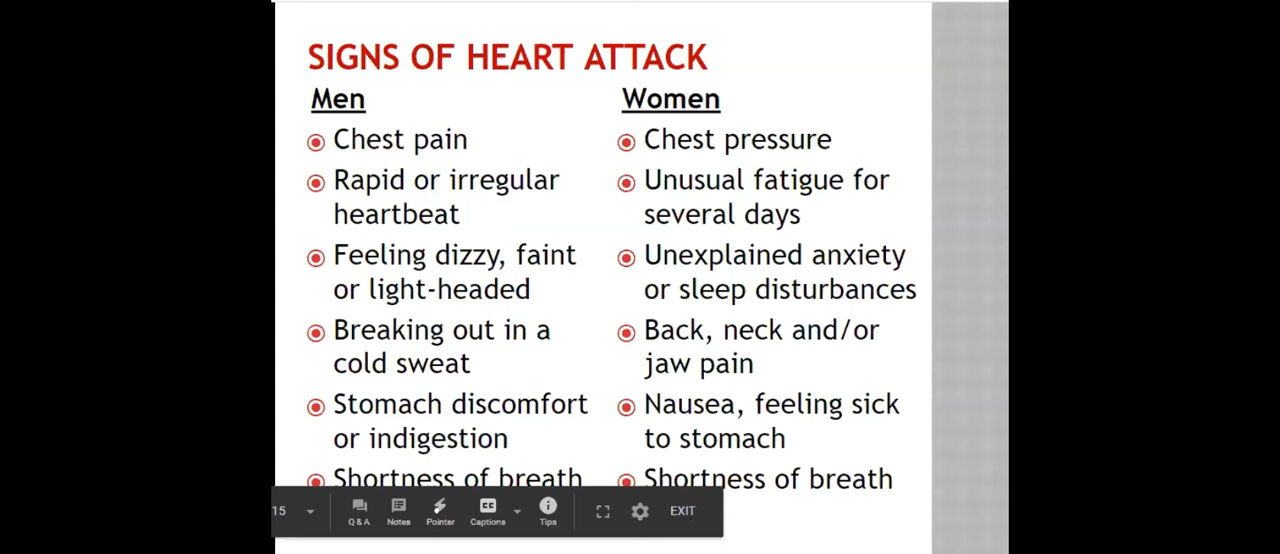 SIGNS OF HEART ATTACK
Men
Chest pain
Rapid or irregular
heartbeat
Feeling dizzy, faint
or light-headed
Breaking out in a
cold sweat
Stomach discomfort
or indigestion
Shortness of breath
Women
Chest pressure
Unusual fatigue for
several days
Unexplained anxiety
or sleep disturbances
Back, neck and/or
jaw pain
Nausea, feeling sick
to stomach
Shortness of breath
15
Q & A
Notes
Pointer
CC
Captions
Tips
EXIT